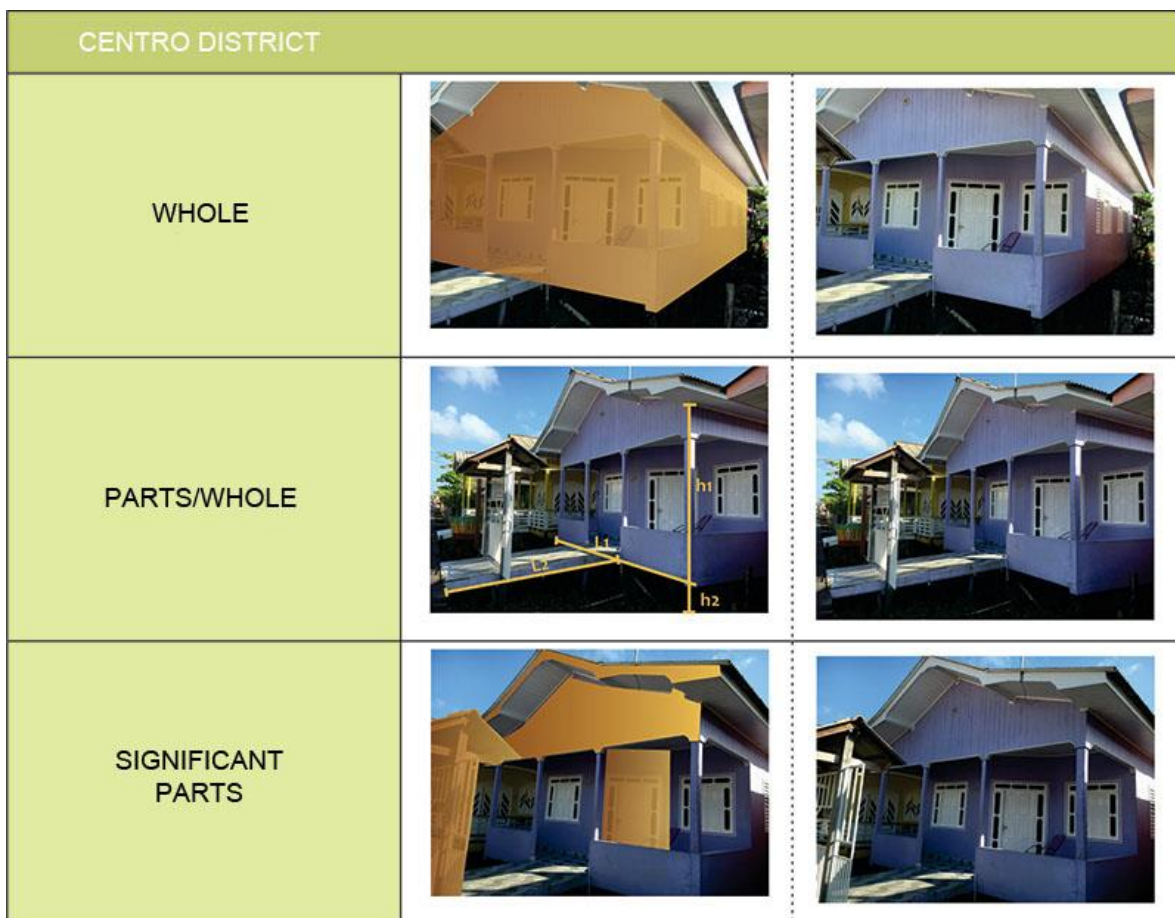 CENTRO DISTRICT
WHOLE
PARTS/WHOLE
h1
L1
L2
h2
SIGNIFICANT
PARTS